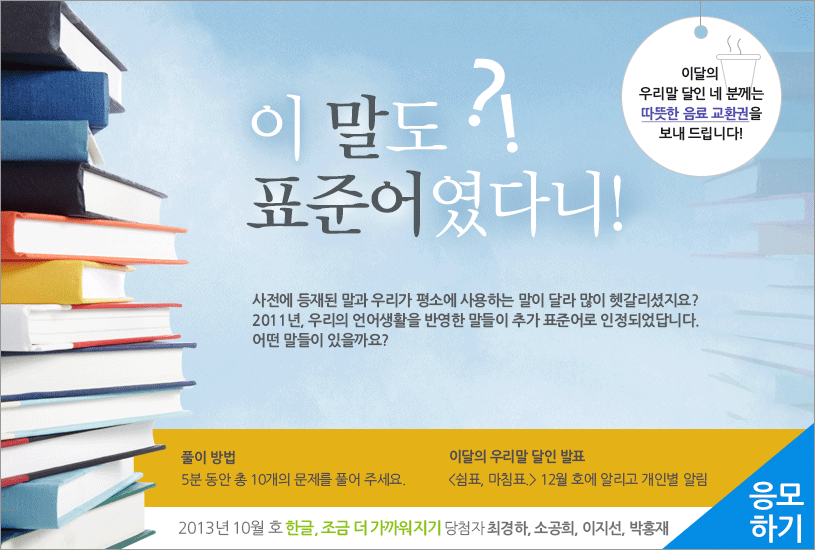 이달의
우리말 달인 네 분께는
따뜻한 음료 교환권을
보내 드립니다!
이 말도 ?!
표준어였다니!
사전에 등재된 말과 우리가 평소에 사용하는 말이 달라 많이 헷갈리셨지요?
2011년, 우리의 언어생활을 반영한 말들이 추가 표준어로 인정되었답니다.
어떤 말들이 있을까요?
풀이 방법
5분 동안 총 10개의 문제를 풀어 주세요.
이달의 우리말 달인 발표
<쉼표, 마침표.> 12월 호에 알리고 개인별 알림
응모
하기
2013년 10월 호 한글, 조금 더 가까워지기 당첨자 최경하, 소공희, 이지선, 박홍재